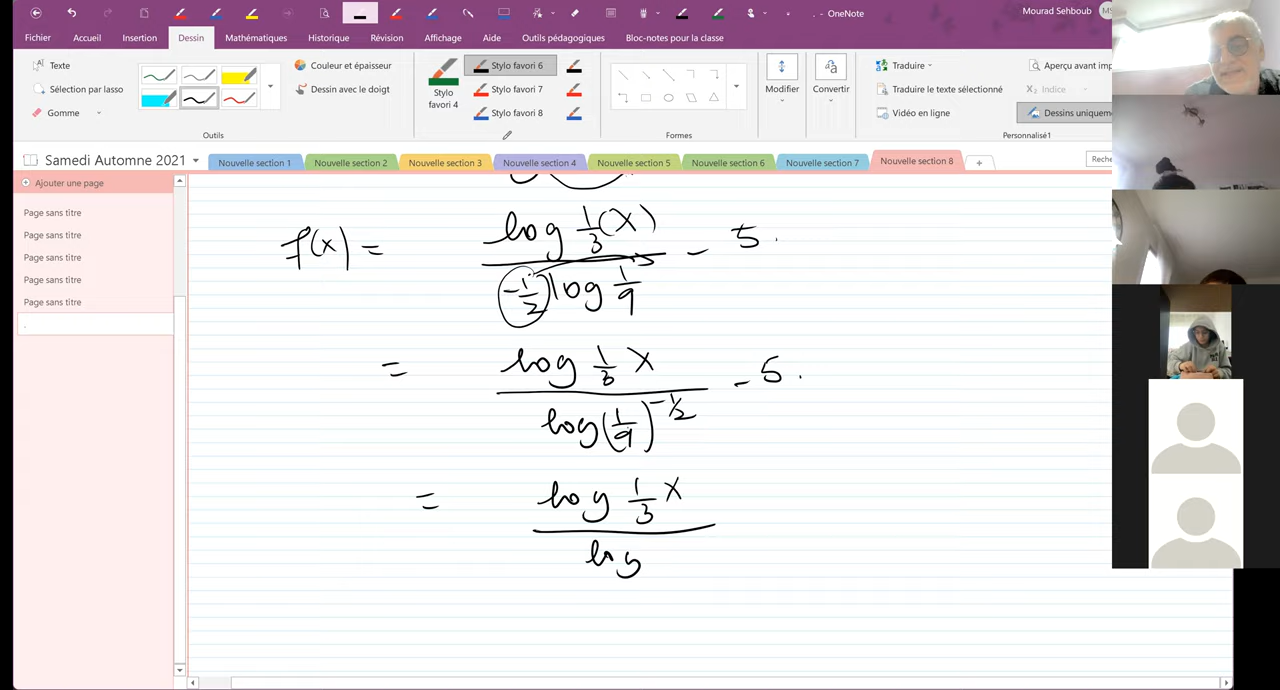 . - OneNote
Mourad Sehboub
MS
Fichier Accueil Insertion Dessin Mathématiques Historique Révision Affichage Aide Outils pédagogiques Bloc-notes pour la classe
Texte
Sélection par lasso
Gomme
Outils
Couleur et épaisseur
Dessin avec le doigt
Stylo favori 4
Stylo favori 6
Stylo favori 7
Stylo favori 8
Formes
Modifier
Convertir
Traduire
Traduire le texte sélectionné
Vidéo en ligne
Aperçu avant imp
Indice
Dessins uniqueme
Personnalisé1
Samedi Automne 2021
Nouvelle section 1 Nouvelle section 2 Nouvelle section 3 Nouvelle section 4 Nouvelle section 5 Nouvelle section 6 Nouvelle section 7 Nouvelle section 8 +
Reche
Ajouter une page
Page sans titre
Page sans titre
Page sans titre
Page sans titre
Page sans titre
.
f(x) = log 1/3 (x) / -1/2 log 1/9 - 5.
= log 1/3 x / log (1/9)^-1/2 - 5.
= log 1/3 x / log